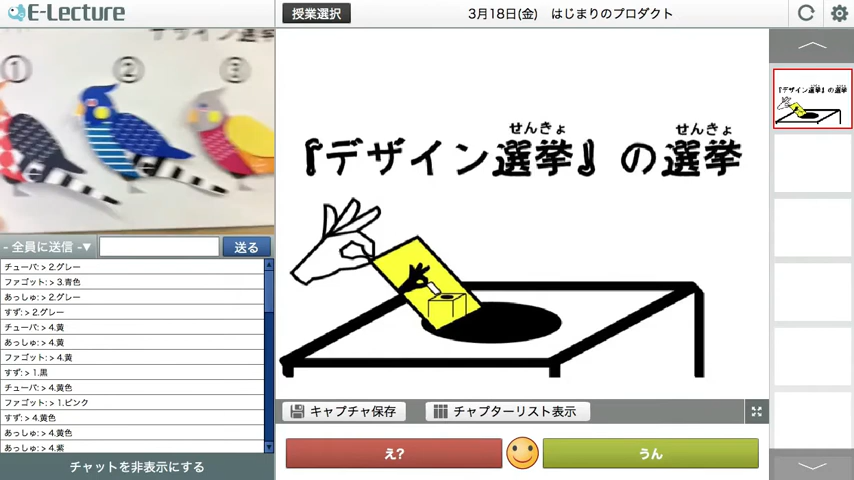 E-Lecture
授業選択
3月18日(金) はじまりのプロダクト
デザイン選
① ② ③
- 全員に送信 -▼
送る
チューバ: > 2.グレー
ファゴット: > 3.青色
あっしゅ: > 2.グレー
すず: > 2.グレー
チューバ: > 4.黄
あっしゅ: > 4.黄
ファゴット: > 4.黄
すず: > 1.黒
チューバ: > 4.黄色
ファゴット: > 1.ピンク
すず: > 4.黄色
あっしゅ: > 4.黄色
あっしゅ: > 4.紫
チャットを非表示にする
せんきょ せんきょ
『デザイン選挙』の選挙
キャプチャ保存
チャプターリスト表示
え?
うん
『デザイン選挙』の選挙